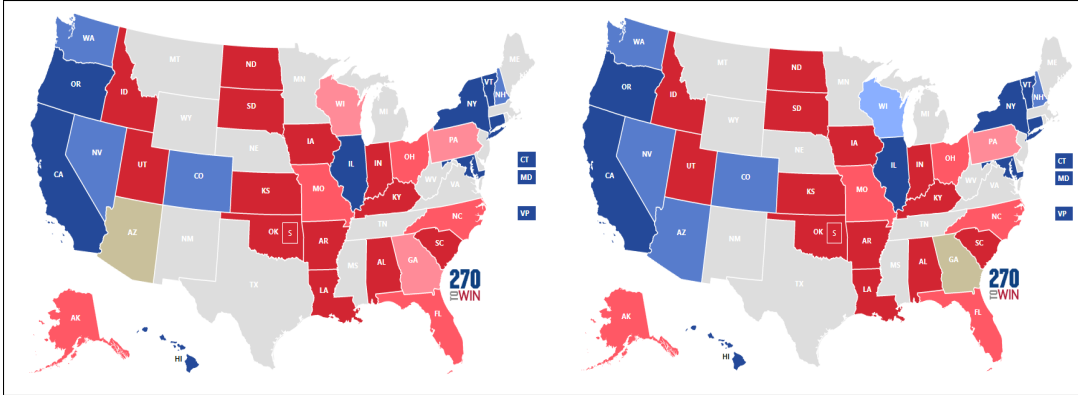 WA
OR
CA
NV
ID
MT
WY
UT
AZ
CO
NM
ND
SD
NE
KS
OK
S
TX
MN
IA
MO
AR
LA
WI
IL
MI
IN
OH
KY
TN
MS
AL
GA
FL
SC
NC
VA
WV
PA
NY
VT
NH
ME
AK
HI
CT
MD
VP
270
TO
WIN
WA
OR
CA
NV
ID
MT
WY
UT
AZ
CO
NM
ND
SD
NE
KS
OK
S
TX
MN
IA
MO
AR
LA
WI
IL
MI
IN
OH
KY
TN
MS
AL
GA
FL
SC
NC
VA
WV
PA
NY
VT
NH
ME
AK
HI
CT
MD
VP
270
TO
WIN